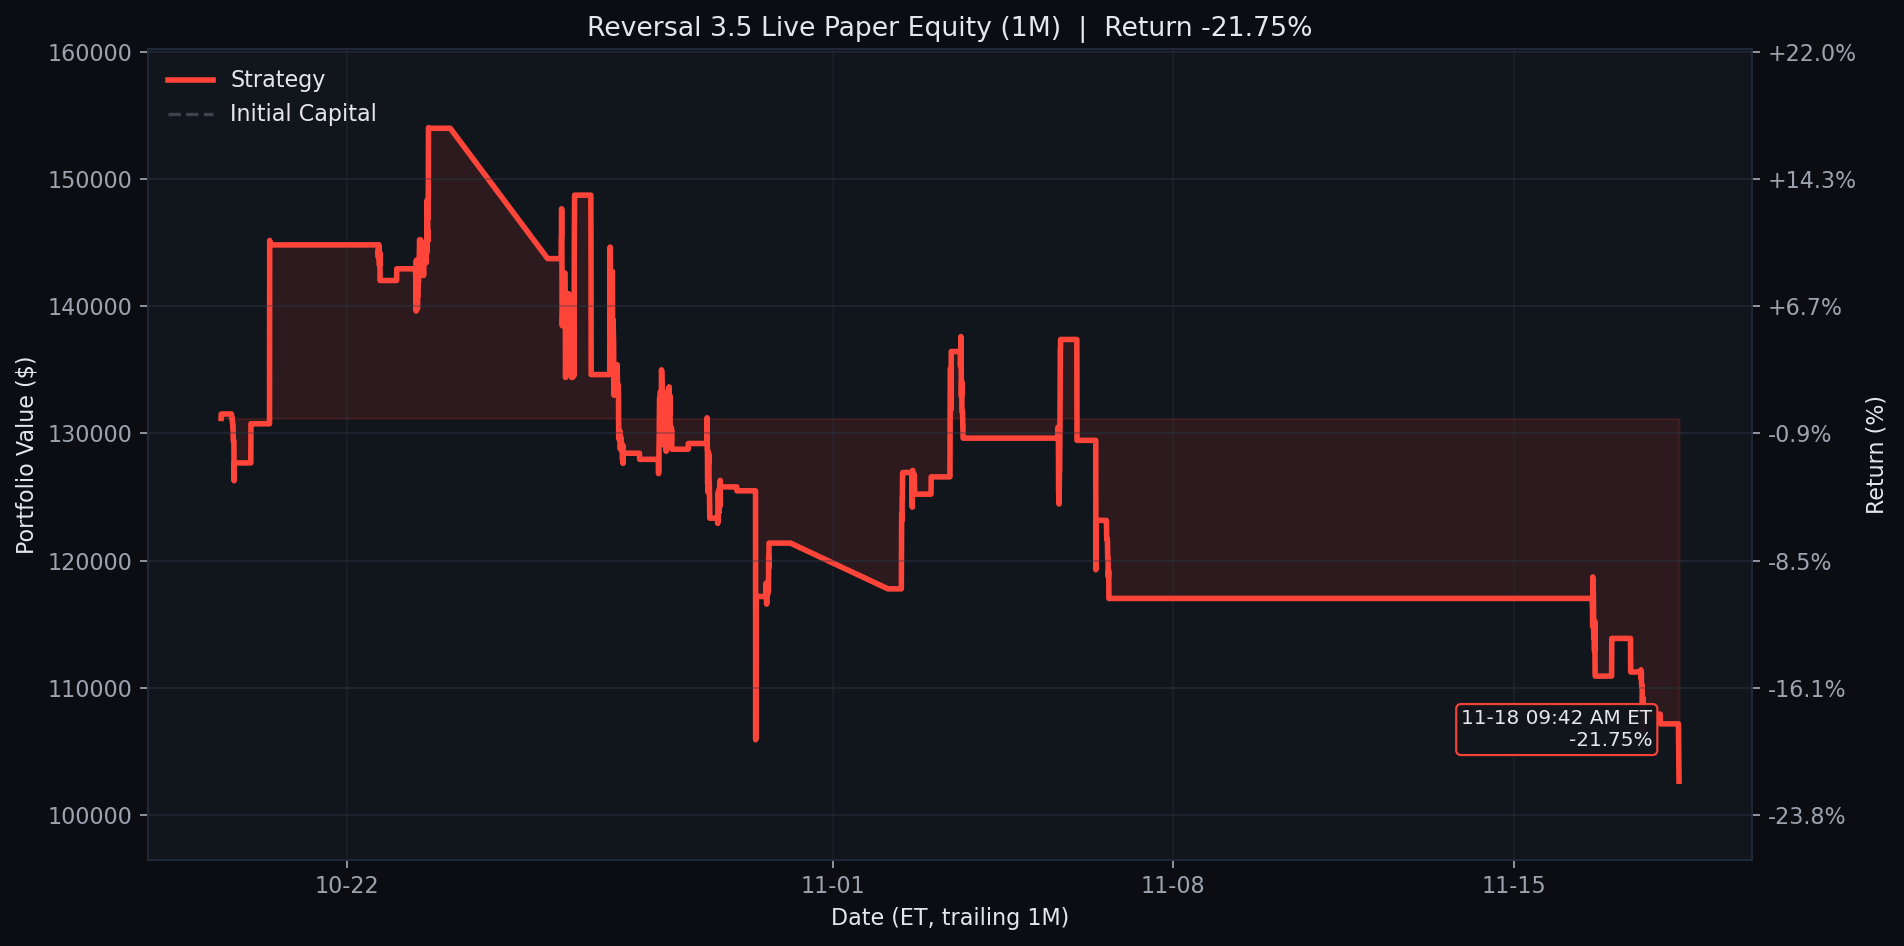 Reversal 3.5 Live Paper Equity (1M)  |  Return -21.75%
Strategy
Initial Capital
160000
150000
140000
130000
120000
110000
100000
Portfolio Value ($)
+22.0%
+14.3%
+6.7%
-0.9%
-8.5%
-16.1%
-23.8%
Return (%)
11-18 09:42 AM ET
-21.75%
10-22
11-01
11-08
11-15
Date (ET, trailing 1M)